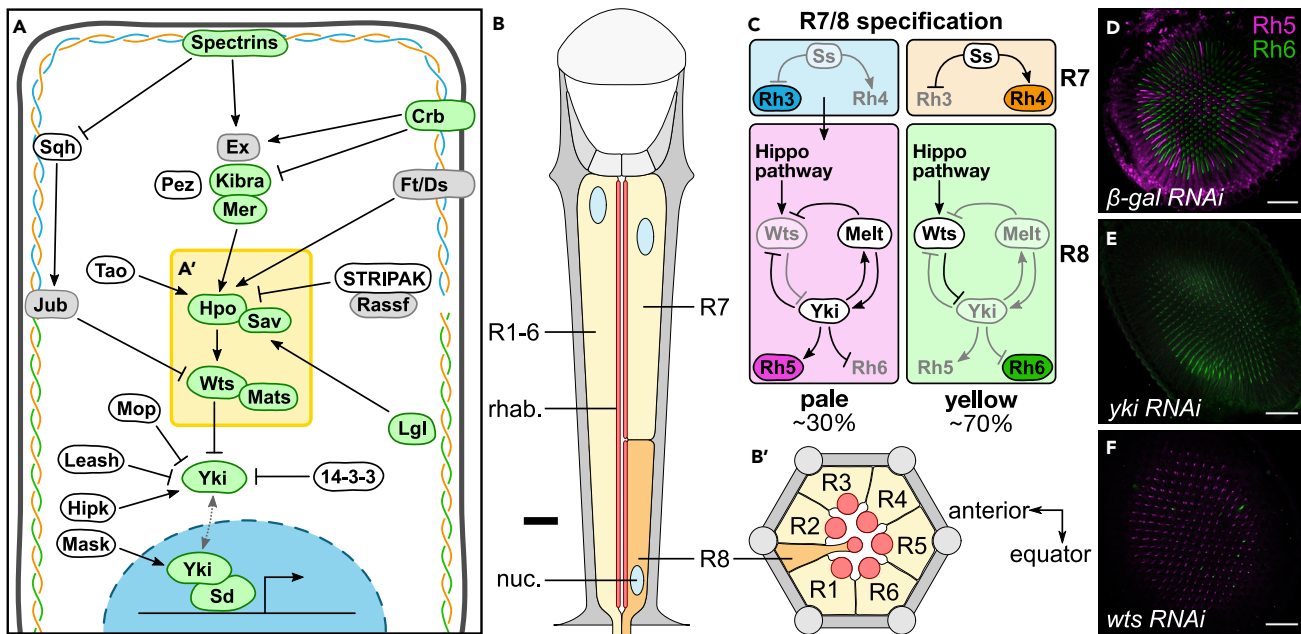 A
Spectrins
Crb
Sqh
Ex
Pez
Kibra
Ft/Ds
Mer
A′
Tao
STRIPAK
Jub
Hpo
Rassf
Sav
Wts
Mats
Mop
Lgl
Leash
Yki
14-3-3
Hipk
Mask
Yki
Sd
B
R7
R1-6
rhab.
R8
nuc.
C
R7/8 specification
Ss
Rh3
Rh4
Ss
Rh3
Rh4
R7
Hippo
pathway
Wts
Melt
Yki
Rh5
Rh6
Hippo
pathway
Wts
Melt
Yki
Rh5
Rh6
R8
pale
~30%
yellow
~70%
B′
R3
R4
R2
R5
R1
R6
anterior
equator
D
Rh5
Rh6
β-gal RNAi
E
yki RNAi
F
wts RNAi